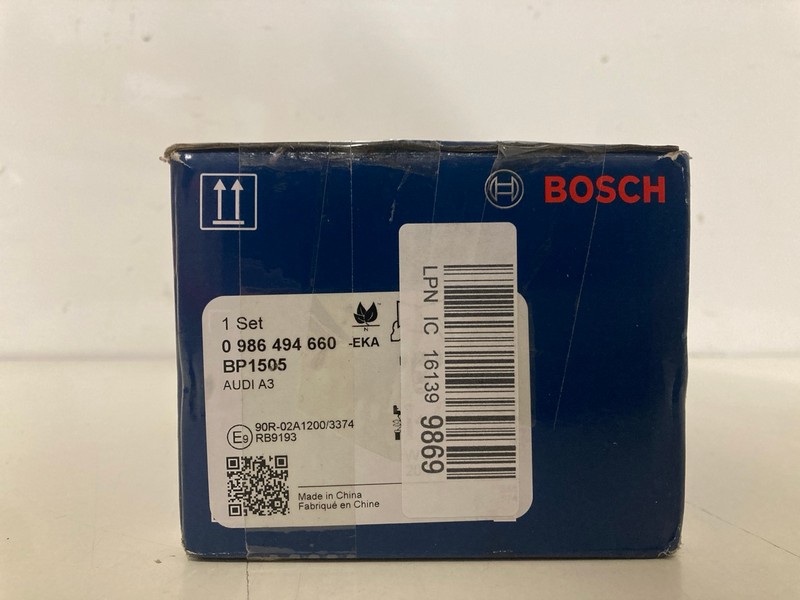 BOSCH
1 Set
0 986 494 660 -EKA
BP1505
AUDI A3
N
E9
90R-02A1200/3374
RB9193
Made in China
Fabriqué en Chine
LPN IC 16139 9869